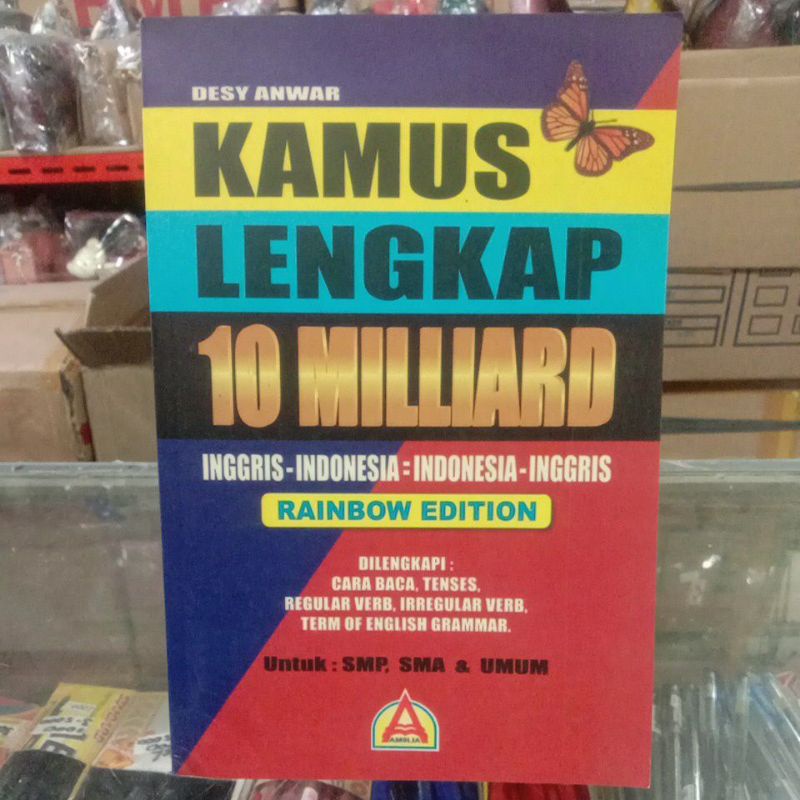 DESY ANWAR
KAMUS
LENGKAP
10 MILLIARD
INGGRIS - INDONESIA = INDONESIA - INGGRIS
RAINBOW EDITION
DILENGKAPI :
CARA BACA, TENSES,
REGULAR VERB, IRREGULAR VERB,
TERM OF ENGLISH GRAMMAR.
Untuk : SMP, SMA & UMUM
AMELIA